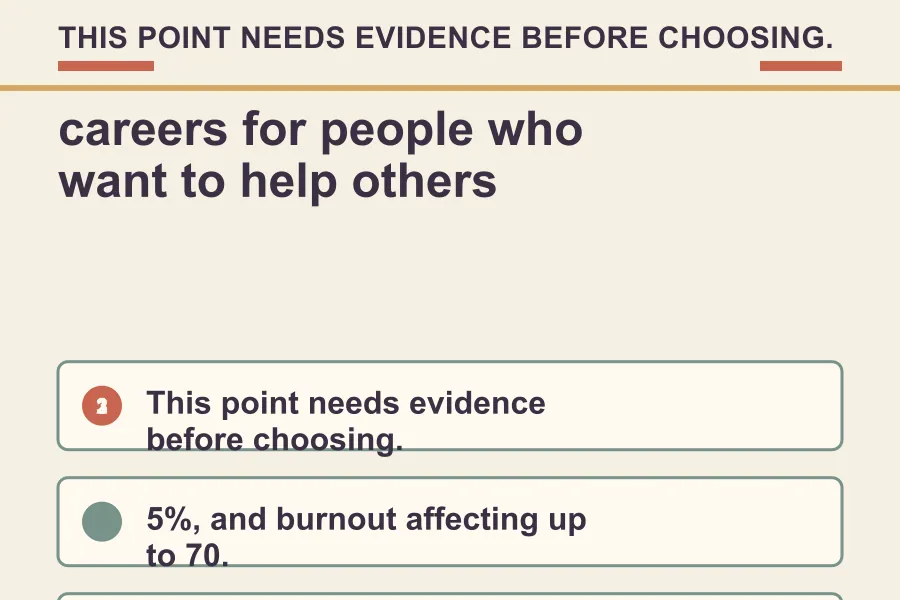 THIS POINT NEEDS EVIDENCE BEFORE CHOOSING.
careers for people who
want to help others
This point needs evidence
before choosing.
5%, and burnout affecting up
to 70.